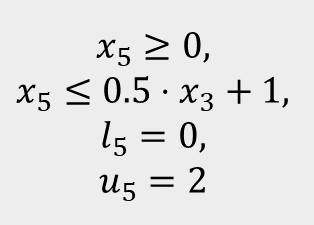 x₅ ≥ 0,
x₅ ≤ 0.5 · x₃ + 1,
l₅ = 0,
u₅ = 2